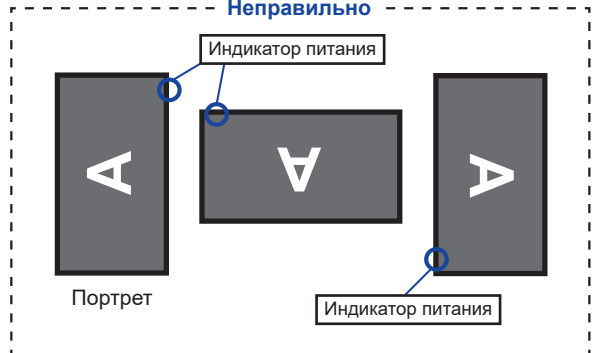 Неправильно
Индикатор питания
A
A
A
Портрет
Индикатор питания